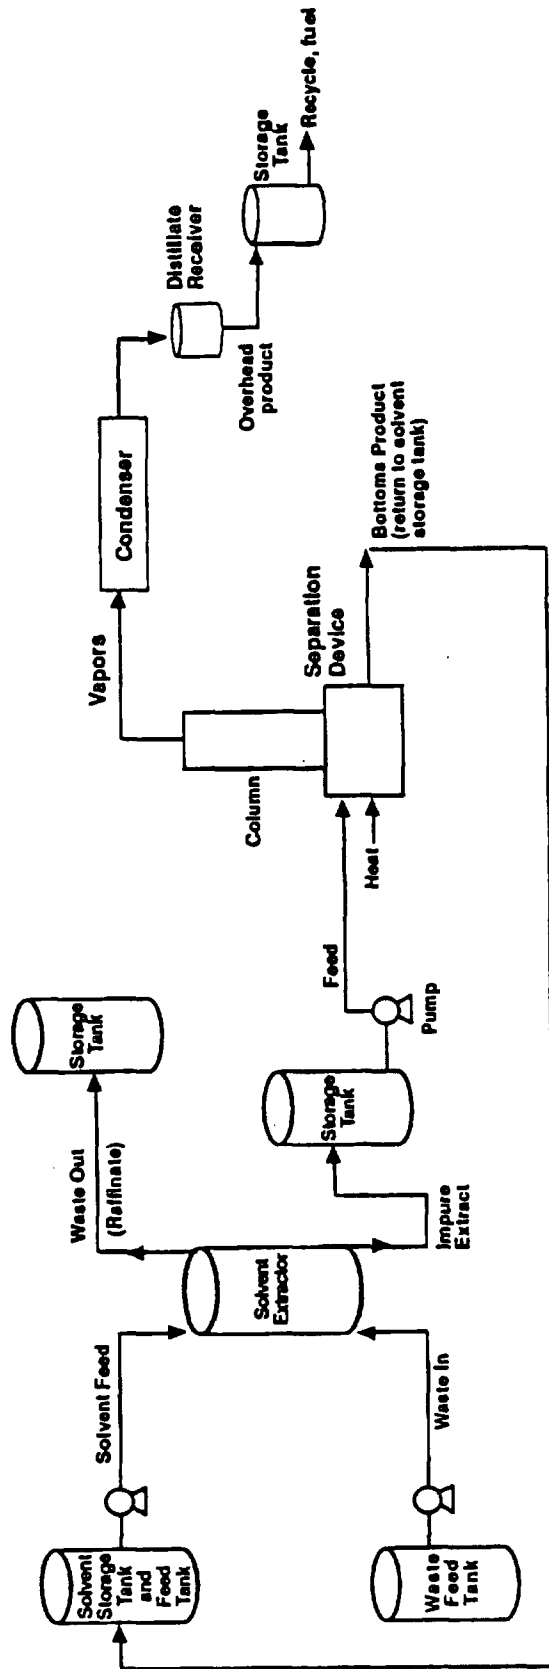 Solvent
Storage
Tank
and
Feed
Tank
Solvent Feed
Waste
Feed
Tank
Waste In
Solvent
Extractor
Waste Out
(Raffinate)
Storage
Tank
Impure
Extract
Storage
Tank
Pump
Feed
Heat
Column
Separation
Device
Vapors
Condenser
Bottoms Product
(return to solvent
storage tank)
Distillate
Receiver
Overhead
product
Storage
Tank
Recycle, fuel